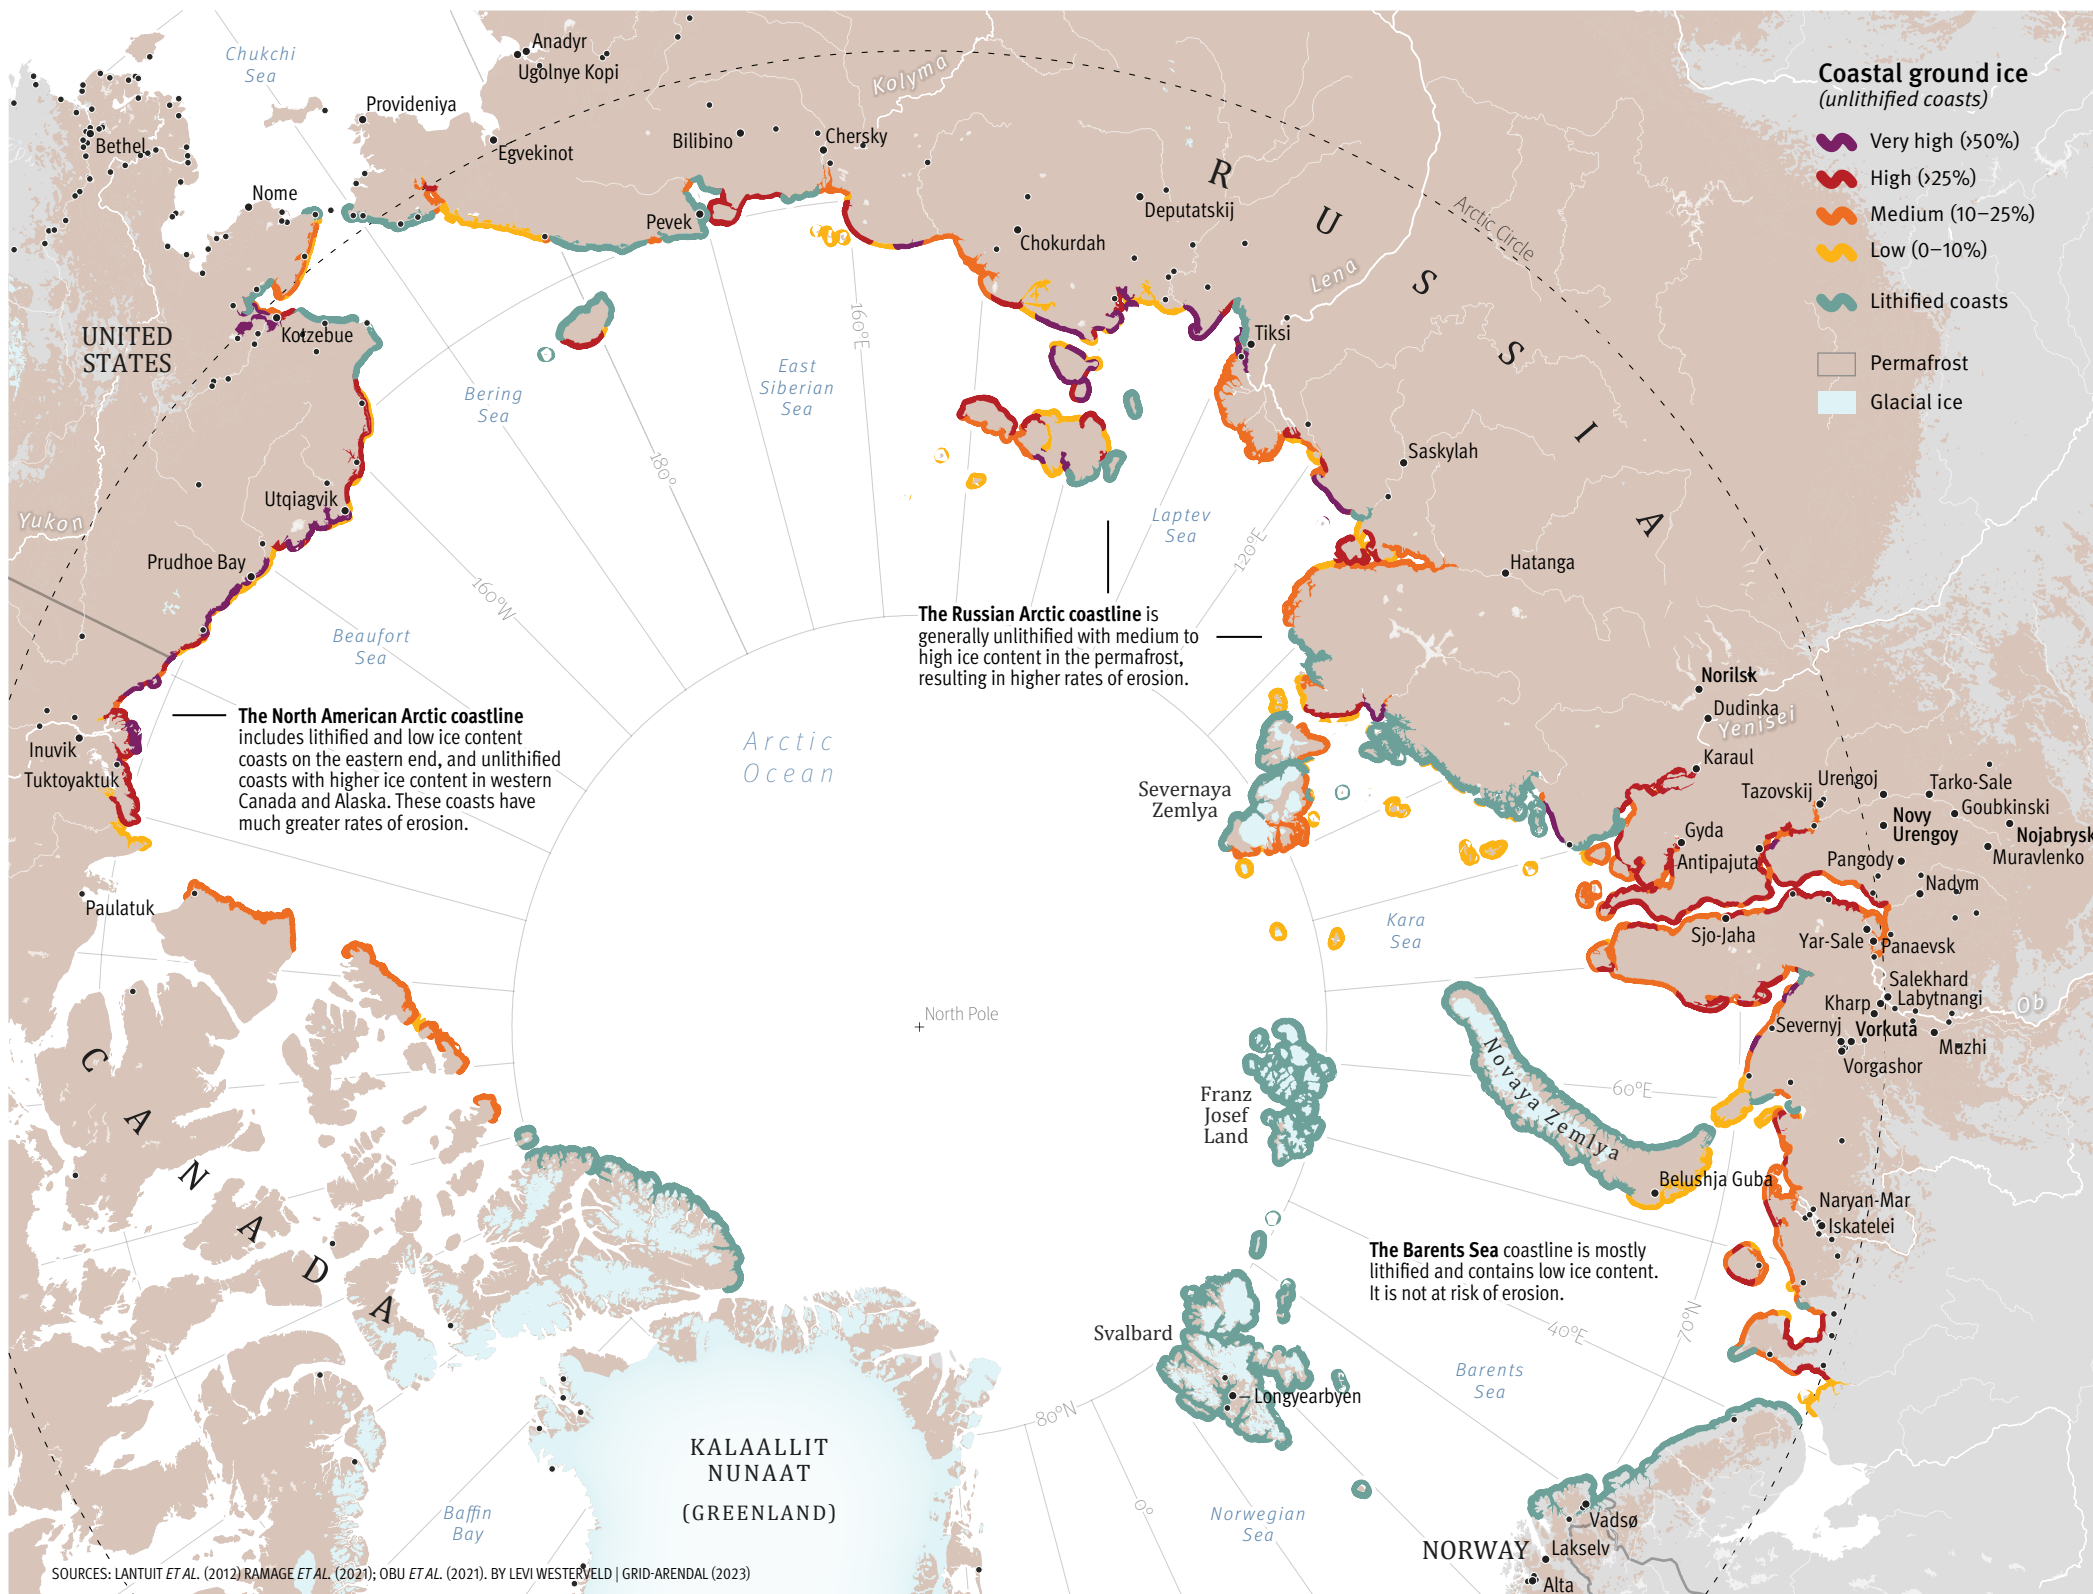 Coastal ground ice
(unlithified coasts)
Very high (>50%)
High (>25%)
Medium (10–25%)
Low (0–10%)
Lithified coasts
Permafrost
Glacial ice
Chukchi
Sea
Anadyr
Ugolnye Kopi
Provideniya
Egvekinot
Bethel
Nome
Bilibino
Chersky
Kolyma
Pevek
Chokurdah
Deputatskij
Arctic Circle
Lena
RUSSIA
UNITED
STATES
Kotzebue
Tiksi
Bering
Sea
East
Siberian
Sea
160°E
180°
Saskylah
Utqiagvik
Yukon
Laptev
Sea
120°E
Prudhoe Bay
160°W
Hatanga
Beaufort
Sea
The Russian Arctic coastline is
generally unlithified with medium to
high ice content in the permafrost,
resulting in higher rates of erosion.
The North American Arctic coastline
includes lithified and low ice content
coasts on the eastern end, and unlithified
coasts with higher ice content in western
Canada and Alaska. These coasts have
much greater rates of erosion.
Arctic
Ocean
Norilsk
Dudinka
Yenisei
Karaul
Inuvik
Tuktoyaktuk
Severnaya
Zemlya
Tazovskij
Urengoj
Tarko-Sale
Goubkinski
Novy
Urengoy
Nojabrysk
Muravlenko
Gyda
Antipajuta
Pangody
Nadym
Paulatuk
Kara
Sea
Sjo-Jaha
Yar-Sale
Panaevsk
Salekhard
Labytnangi
Kharp
Ob
Severnyj
Vorkuta
Muzhi
Vorgashor
North Pole
CANADA
Franz
Josef
Land
Novaya Zemlya
60°E
Belushja Guba
Naryan-Mar
Iskatelei
The Barents Sea coastline is mostly
lithified and contains low ice content.
It is not at risk of erosion.
40°E
70°N
Svalbard
Longyearbyen
Barents
Sea
80°N
0°
KALAALLIT
NUNAAT
(GREENLAND)
Baffin
Bay
Norwegian
Sea
Vadsø
NORWAY
Lakselv
Alta
SOURCES: LANTUIT ET AL. (2012) RAMAGE ET AL. (2021); OBU ET AL. (2021). BY LEVI WESTERVELD | GRID-ARENDAL (2023)